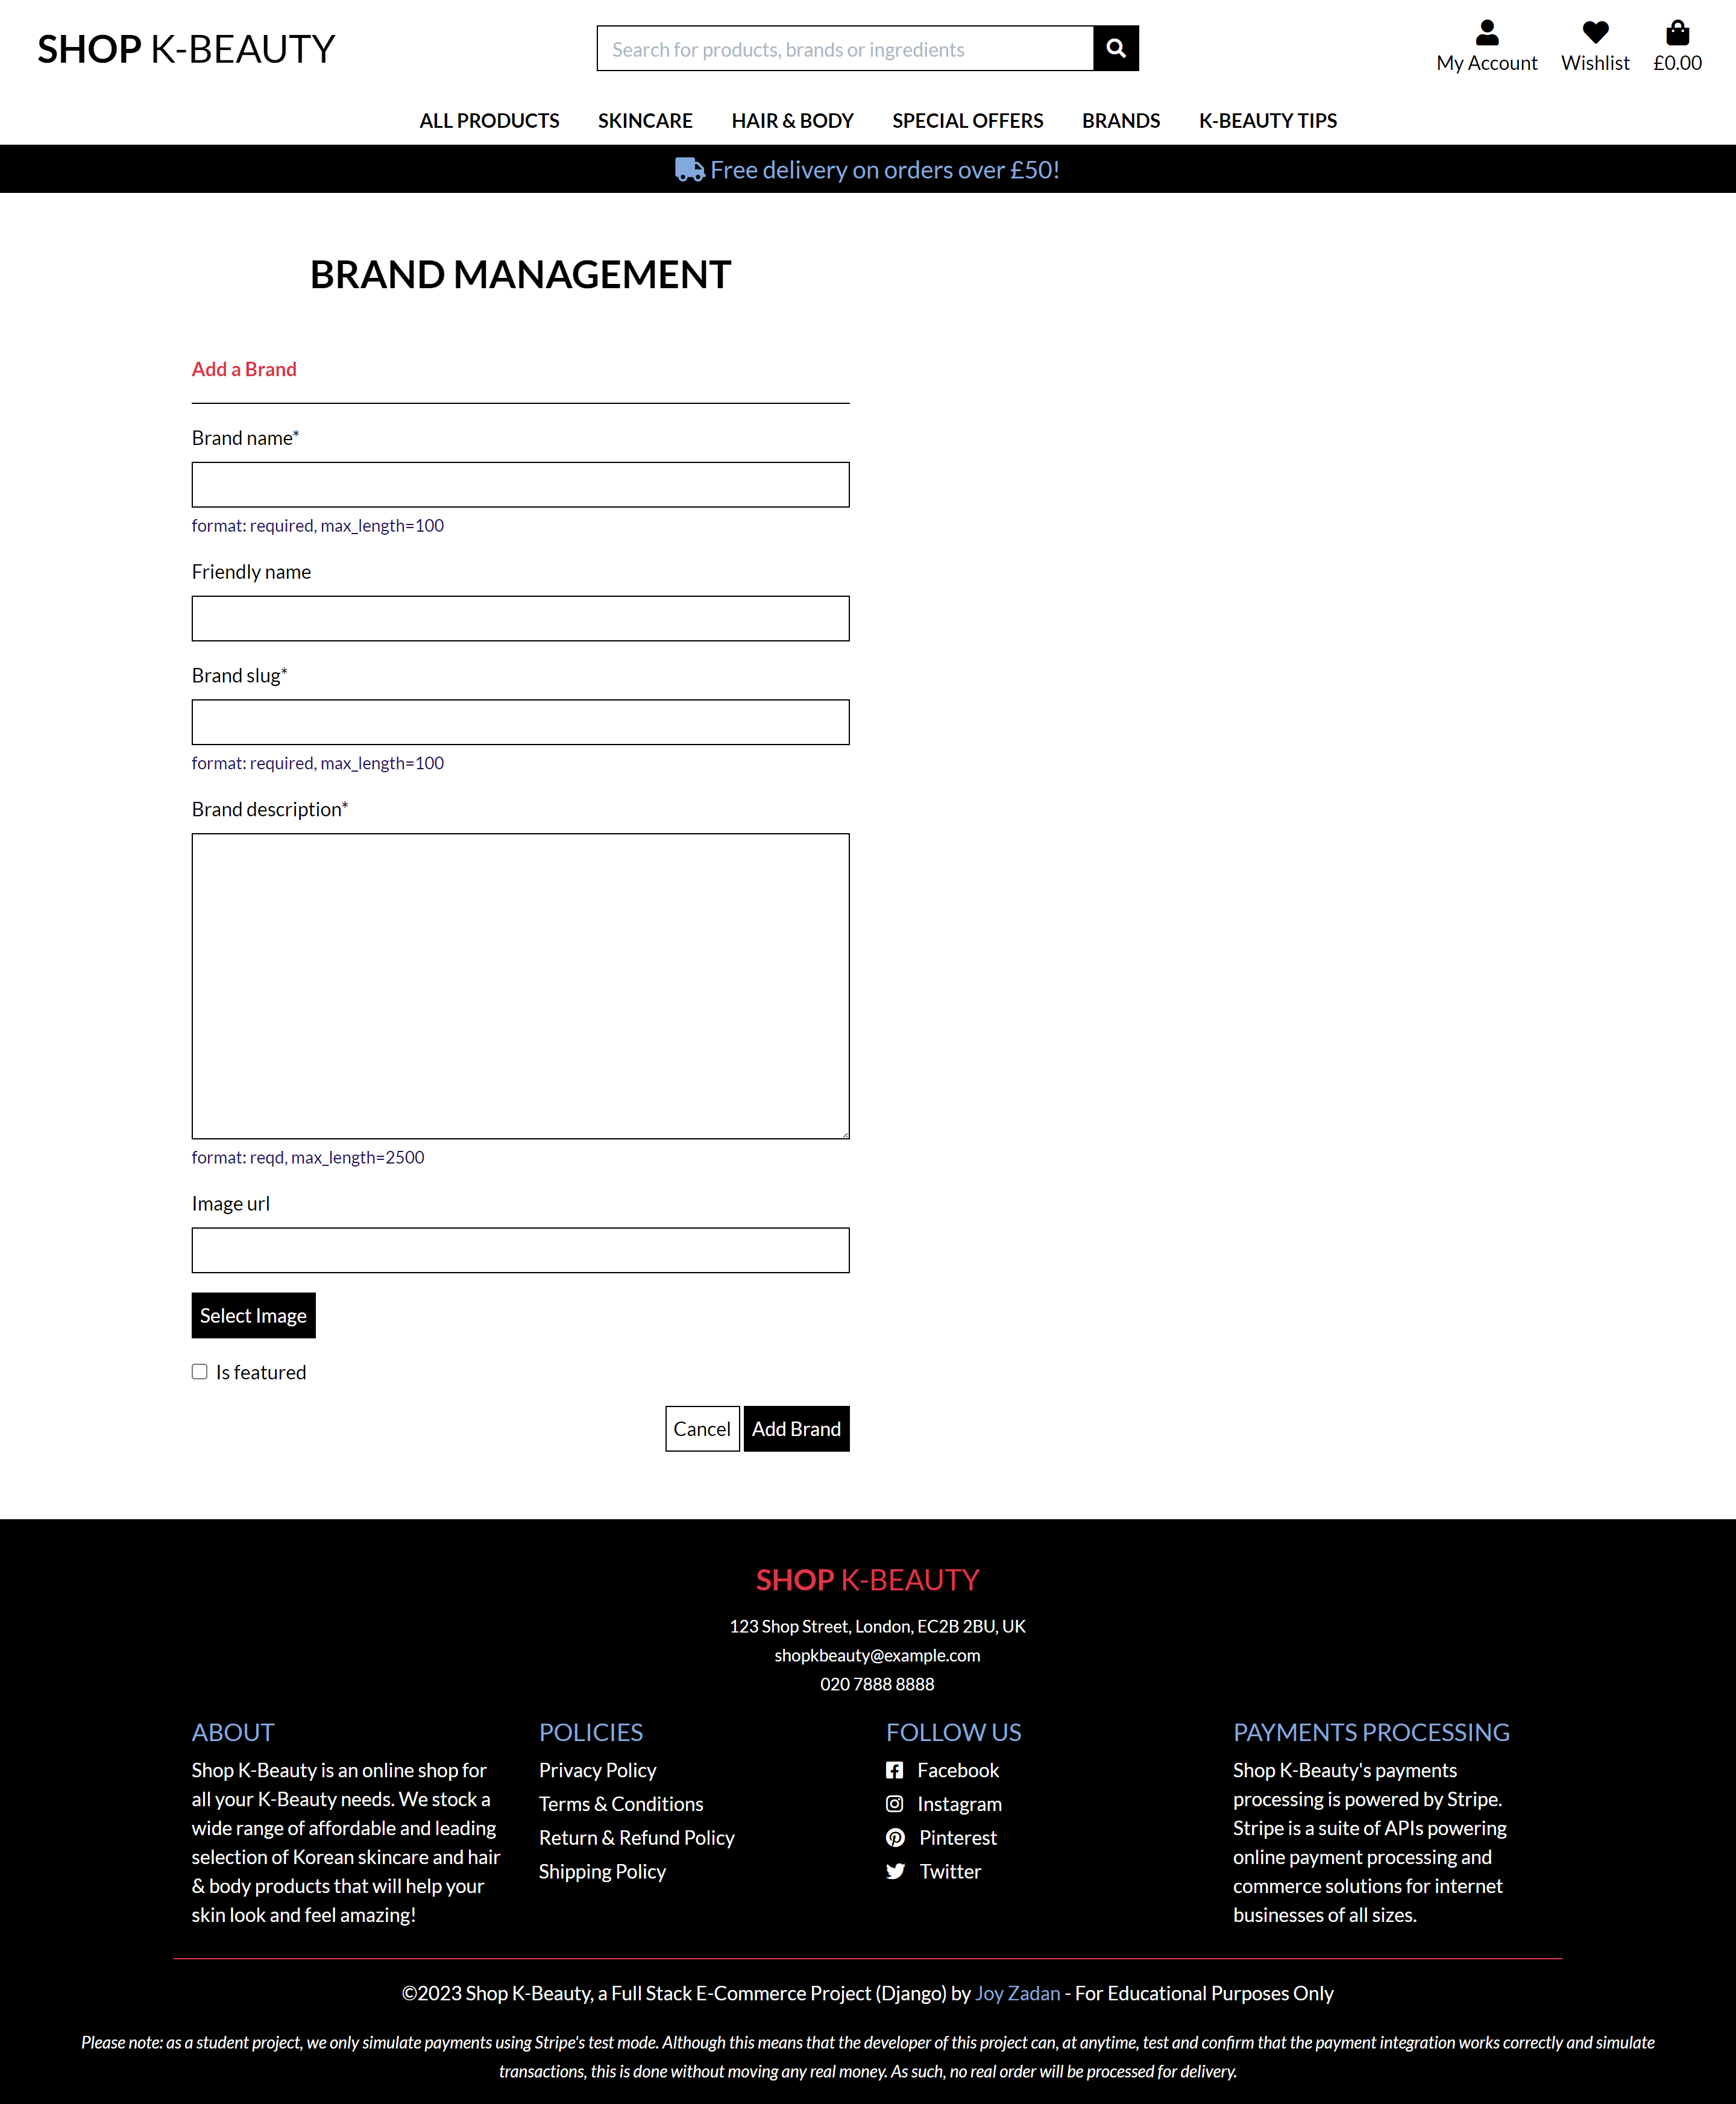 SHOP K-BEAUTY
Search for products, brands or ingredients
My Account
Wishlist
£0.00
ALL PRODUCTS
SKINCARE
HAIR & BODY
SPECIAL OFFERS
BRANDS
K-BEAUTY TIPS
Free delivery on orders over £50!
BRAND MANAGEMENT
Add a Brand
Brand name*
format: required, max_length=100
Friendly name
Brand slug*
format: required, max_length=100
Brand description*
format: reqd, max_length=2500
Image url
Select Image
Is featured
Cancel
Add Brand
SHOP K-BEAUTY
123 Shop Street, London, EC2B 2BU, UK
shopkbeauty@example.com
020 7888 8888
ABOUT
Shop K-Beauty is an online shop for
all your K-Beauty needs. We stock a
wide range of affordable and leading
selection of Korean skincare and hair
& body products that will help your
skin look and feel amazing!
POLICIES
Privacy Policy
Terms & Conditions
Return & Refund Policy
Shipping Policy
FOLLOW US
Facebook
Instagram
Pinterest
Twitter
PAYMENTS PROCESSING
Shop K-Beauty's payments
processing is powered by Stripe.
Stripe is a suite of APIs powering
online payment processing and
commerce solutions for internet
businesses of all sizes.
©2023 Shop K-Beauty, a Full Stack E-Commerce Project (Django) by Joy Zadan - For Educational Purposes Only
Please note: as a student project, we only simulate payments using Stripe's test mode. Although this means that the developer of this project can, at anytime, test and confirm that the payment integration works correctly and simulate
transactions, this is done without moving any real money. As such, no real order will be processed for delivery.